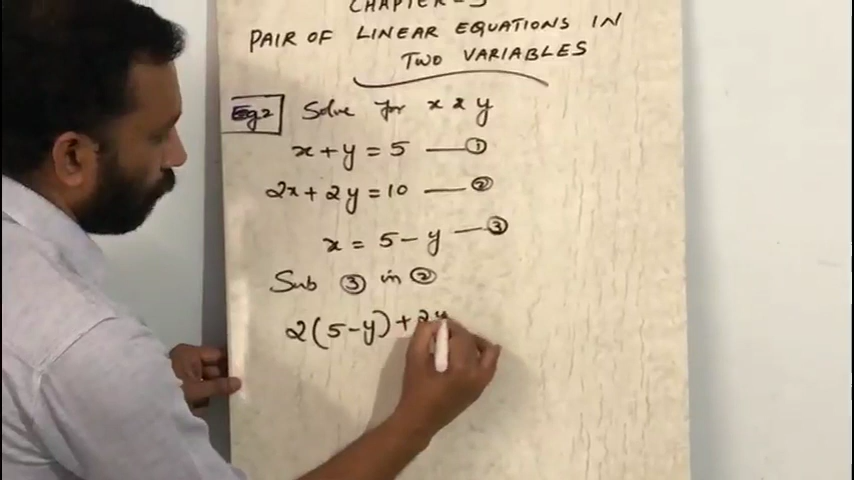 CHAPTER - 3
PAIR OF LINEAR EQUATIONS IN
TWO VARIABLES
Eg2 Solve for x & y
x + y = 5 — ①
2x + 2y = 10 — ②
x = 5 - y — ③
Sub ③ in ②
2(5-y) + 2y